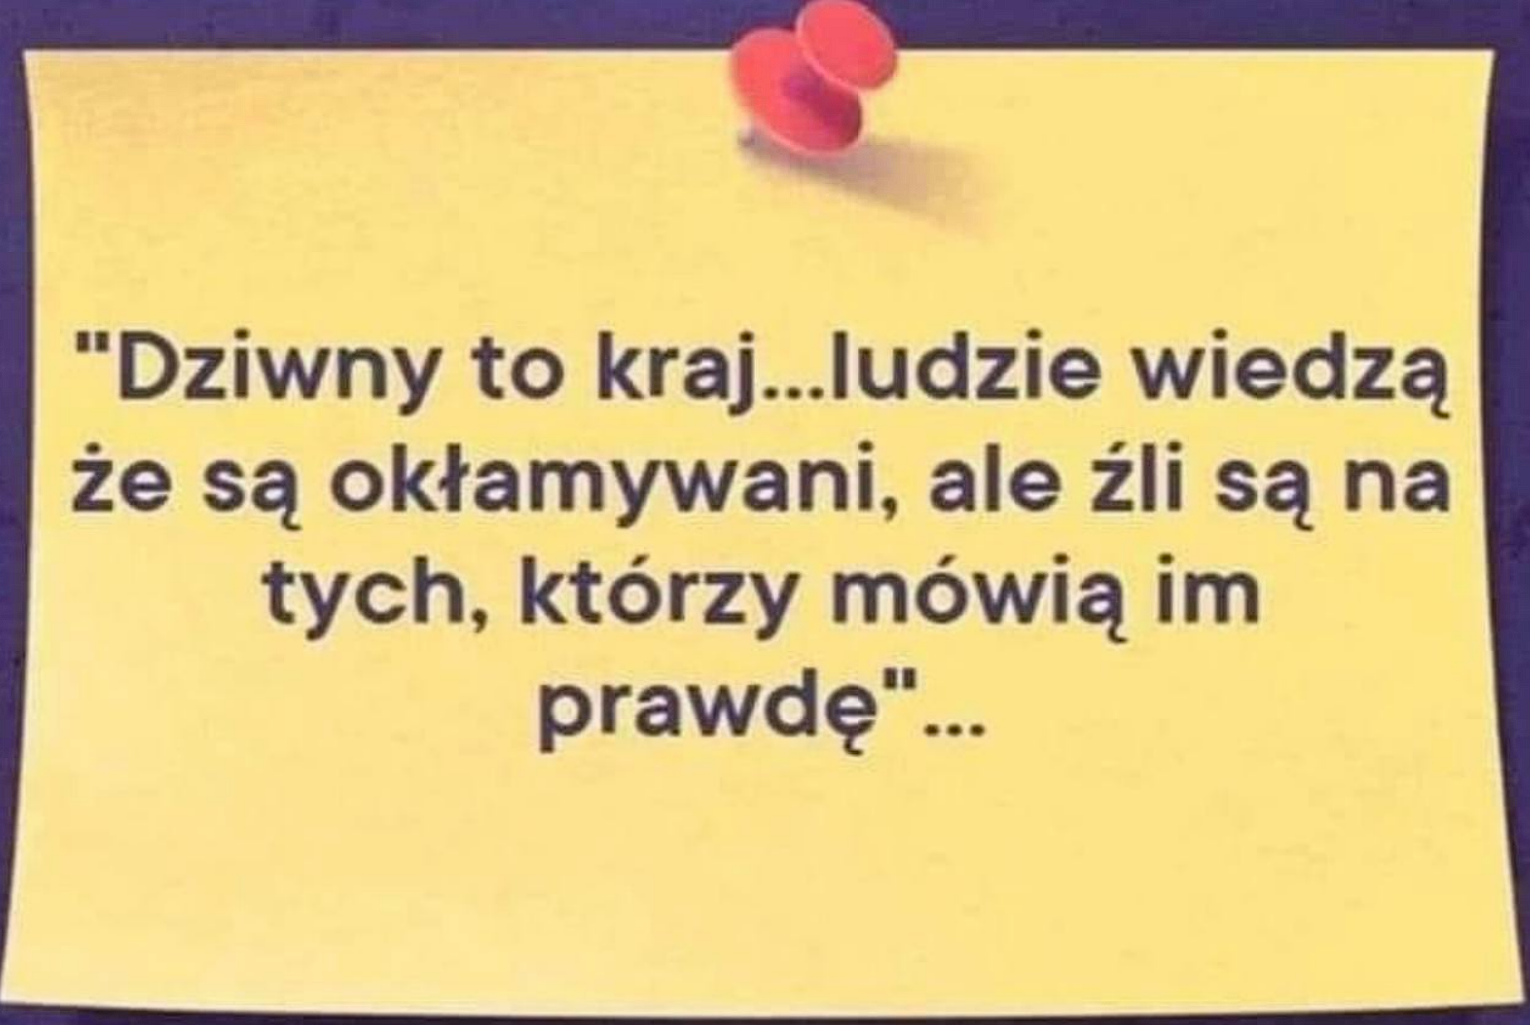 "Dziwny to kraj...ludzie wiedzą
że są okłamywani, ale źli są na
tych, którzy mówią im
prawdę"...